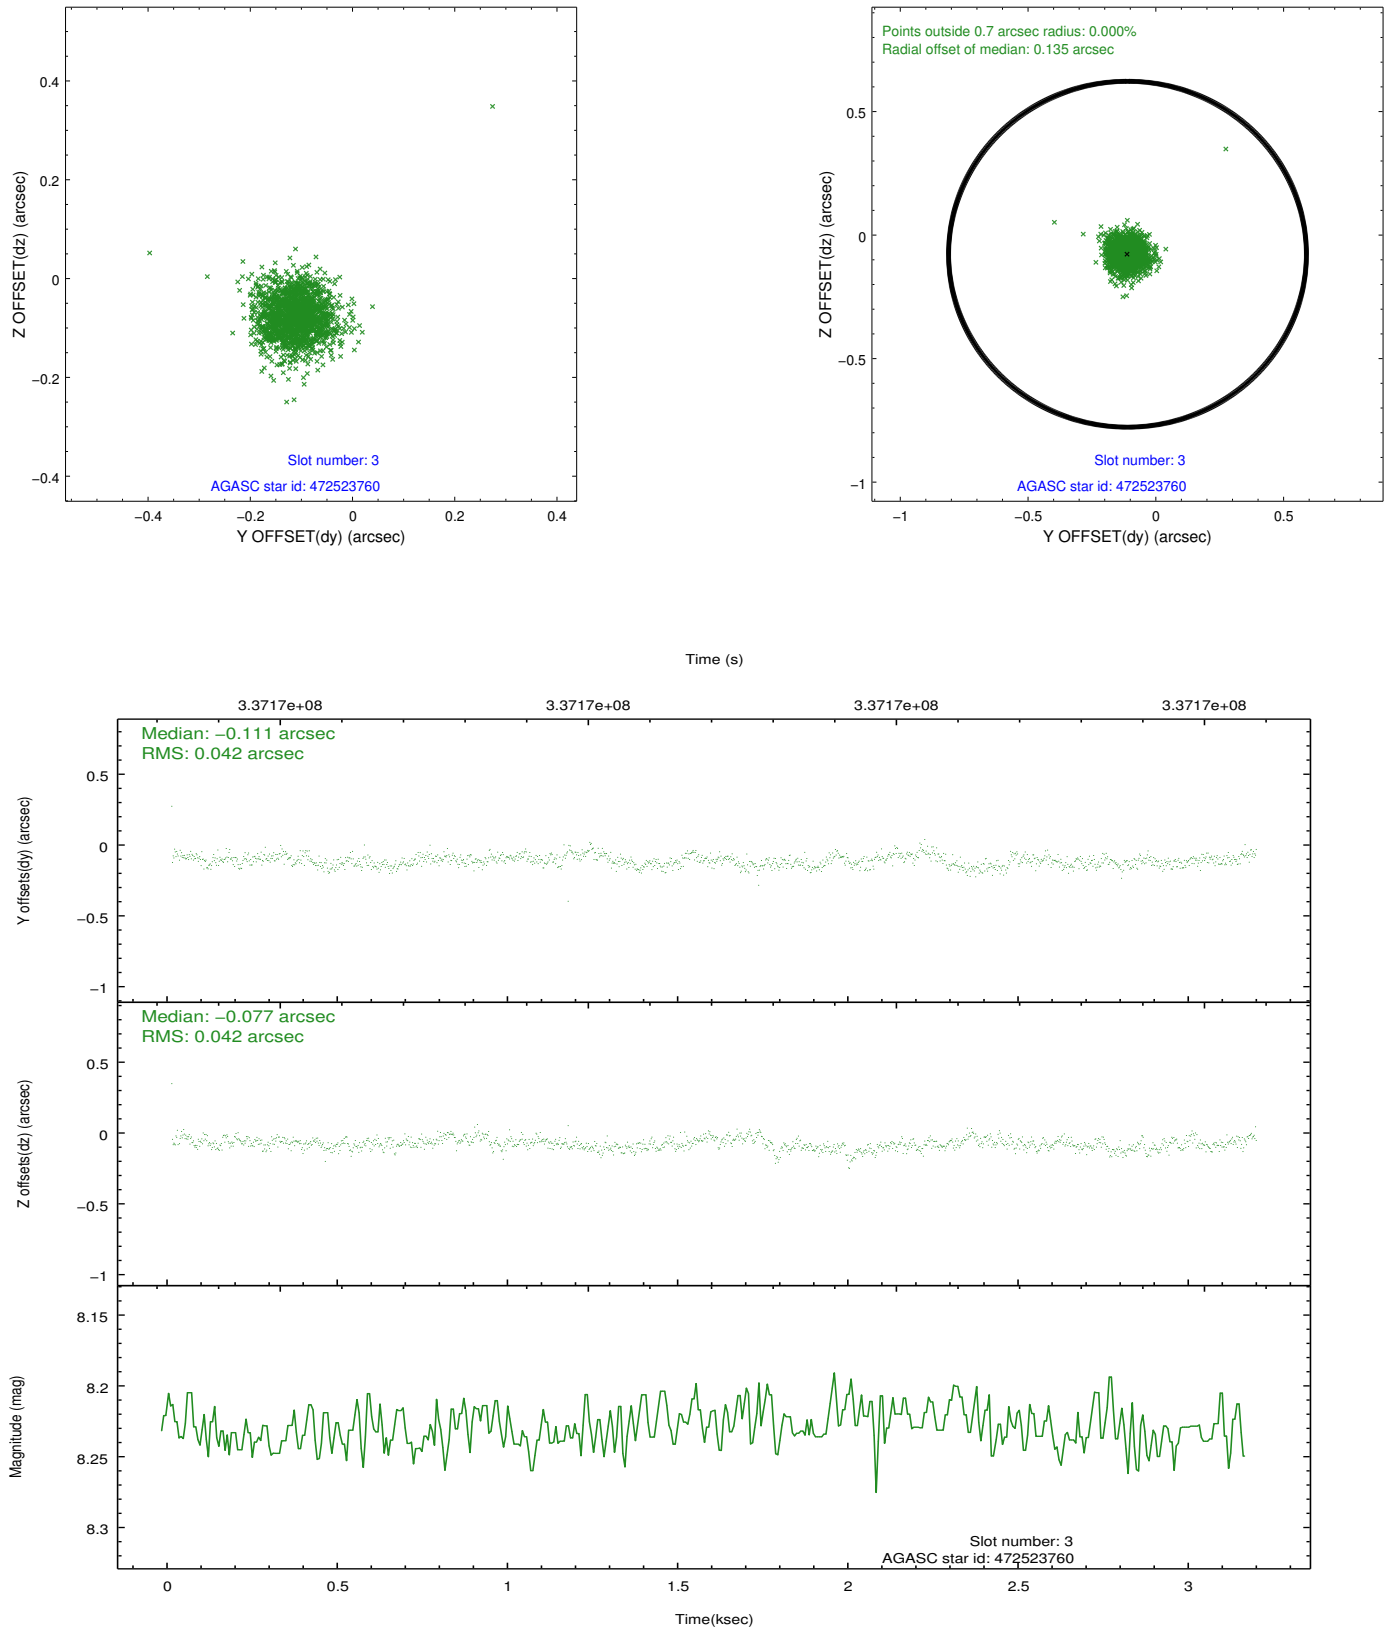 0.4
0.2
0
−0.2
−0.4
Z OFFSET(dz) (arcsec)
Slot number: 3
AGASC star id: 472523760
−0.4 −0.2 0 0.2 0.4
Y OFFSET(dy) (arcsec)
Points outside 0.7 arcsec radius: 0.000%
Radial offset of median: 0.135 arcsec
0.5
0
−0.5
−1
Z OFFSET(dz) (arcsec)
Slot number: 3
AGASC star id: 472523760
−1 −0.5 0 0.5
Y OFFSET(dy) (arcsec)
Time (s)
3.3717e+08 3.3717e+08 3.3717e+08 3.3717e+08
Median: −0.111 arcsec
RMS: 0.042 arcsec
0.5
0
−0.5
−1
Y offsets(dy) (arcsec)
Median: −0.077 arcsec
RMS: 0.042 arcsec
0.5
0
−0.5
−1
Z offsets(dz) (arcsec)
8.15
8.2
8.25
8.3
Magnitude (mag)
Slot number: 3
AGASC star id: 472523760
0 0.5 1 1.5 2 2.5 3
Time(ksec)